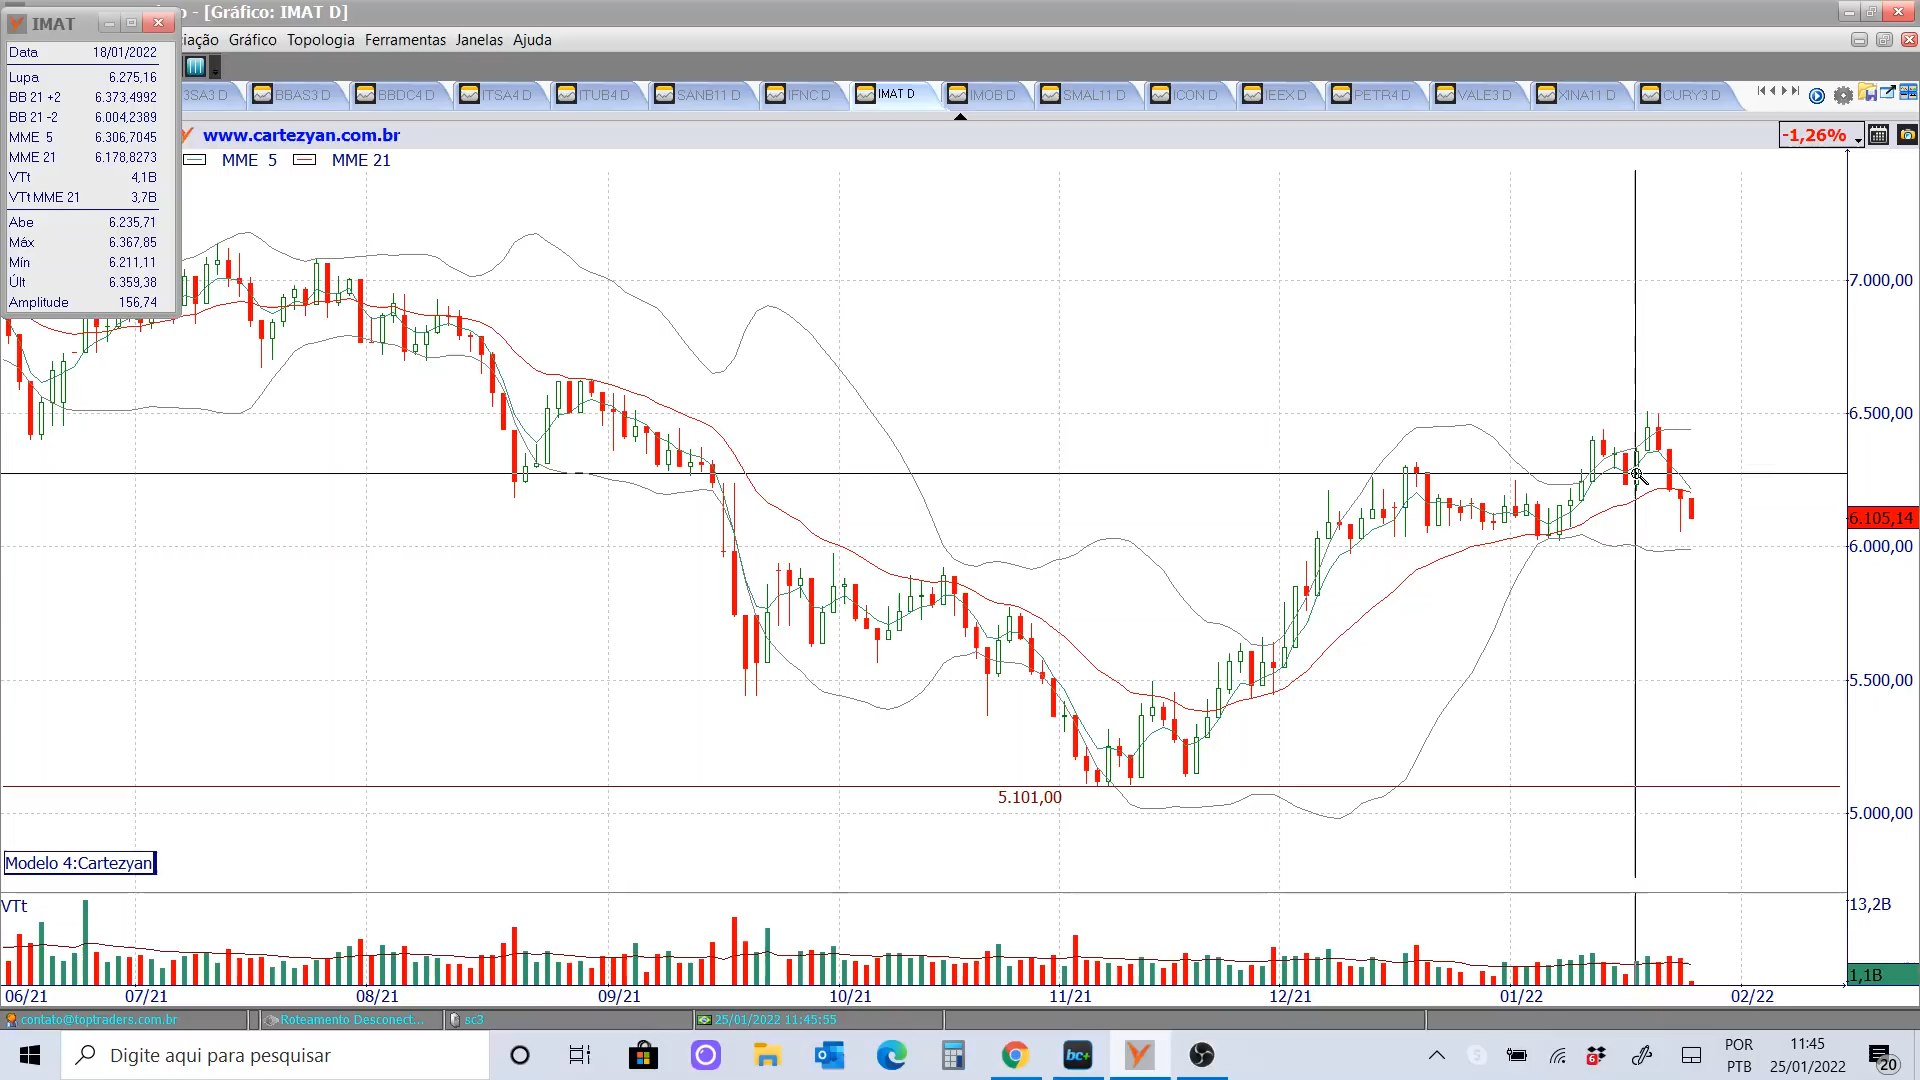 IMAT
o - [Gráfico: IMAT D]
iação Gráfico Topologia Ferramentas Janelas Ajuda
Data 18/01/2022
Lupa 6.275,16
BB 21 +2 6.373,4992
BB 21 -2 6.004,2389
MME 5 6.306,7045
MME 21 6.178,8273
VTt 4,1B
VTt MME 21 3,7B
Abe 6.235,71
Máx 6.367,85
Mín 6.211,11
Últ 6.359,38
Amplitude 156,74
3SA3 D BBAS3 D BBDC4 D ITSA4 D ITUB4 D SANB11 D IFNC D IMAT D IMOB D SMAL11 D ICON D IEEX D PETR4 D VALE3 D XINA11 D CURY3 D
www.cartezyan.com.br
-1,26%
MME 5 MME 21
7.000,00
6.500,00
6.105,14
6.000,00
5.500,00
5.101,00
5.000,00
Modelo 4:Cartezyan
VTt
13,2B
1,1B
06/21 07/21 08/21 09/21 10/21 11/21 12/21 01/22 02/22
contato@toptraders.com.br Roteamento Desconect... sc3 25/01/2022 11:45:55
Digite aqui para pesquisar
bc+
6
POR
PTB
11:45
25/01/2022
20